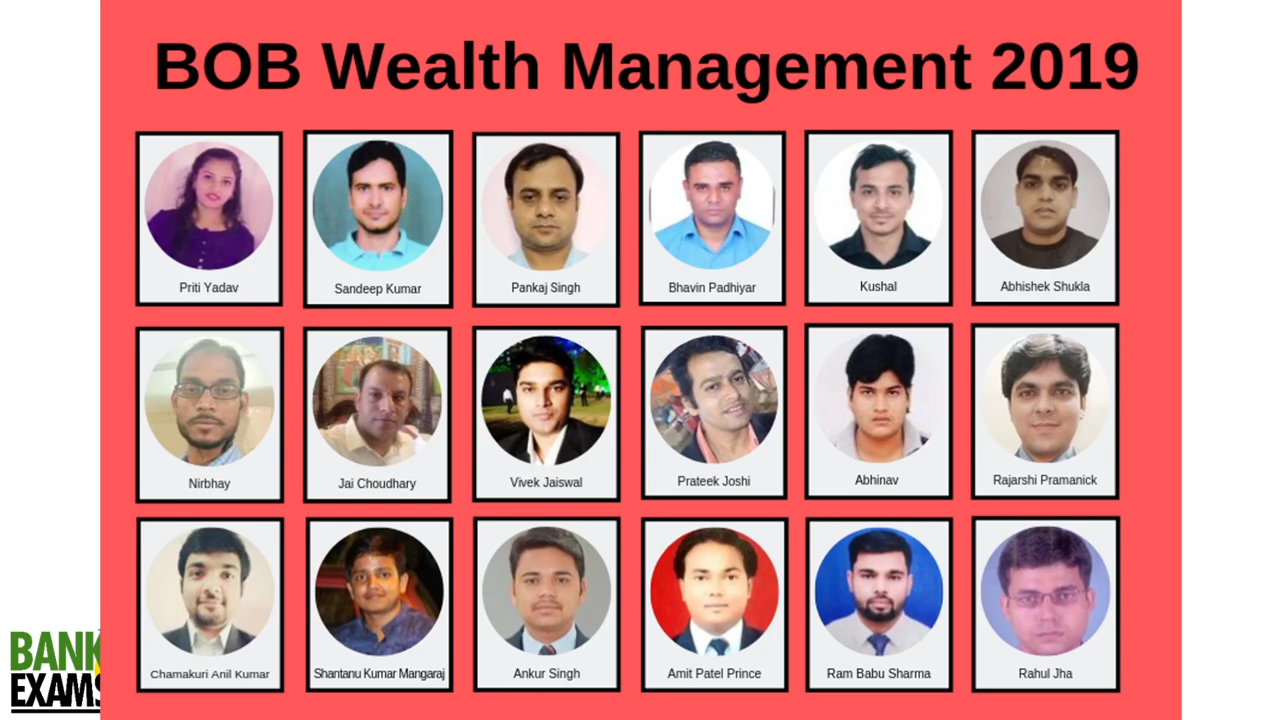 BOB Wealth Management 2019
Priti Yadav
Sandeep Kumar
Pankaj Singh
Bhavin Padhiyar
Kushal
Abhishek Shukla
Nirbhay
Jai Choudhary
Vivek Jaiswal
Prateek Joshi
Abhinav
Rajarshi Pramanick
Chamakuri Anil Kumar
Shantanu Kumar Mangaraj
Ankur Singh
Amit Patel Prince
Ram Babu Sharma
Rahul Jha
BANK
EXAMS